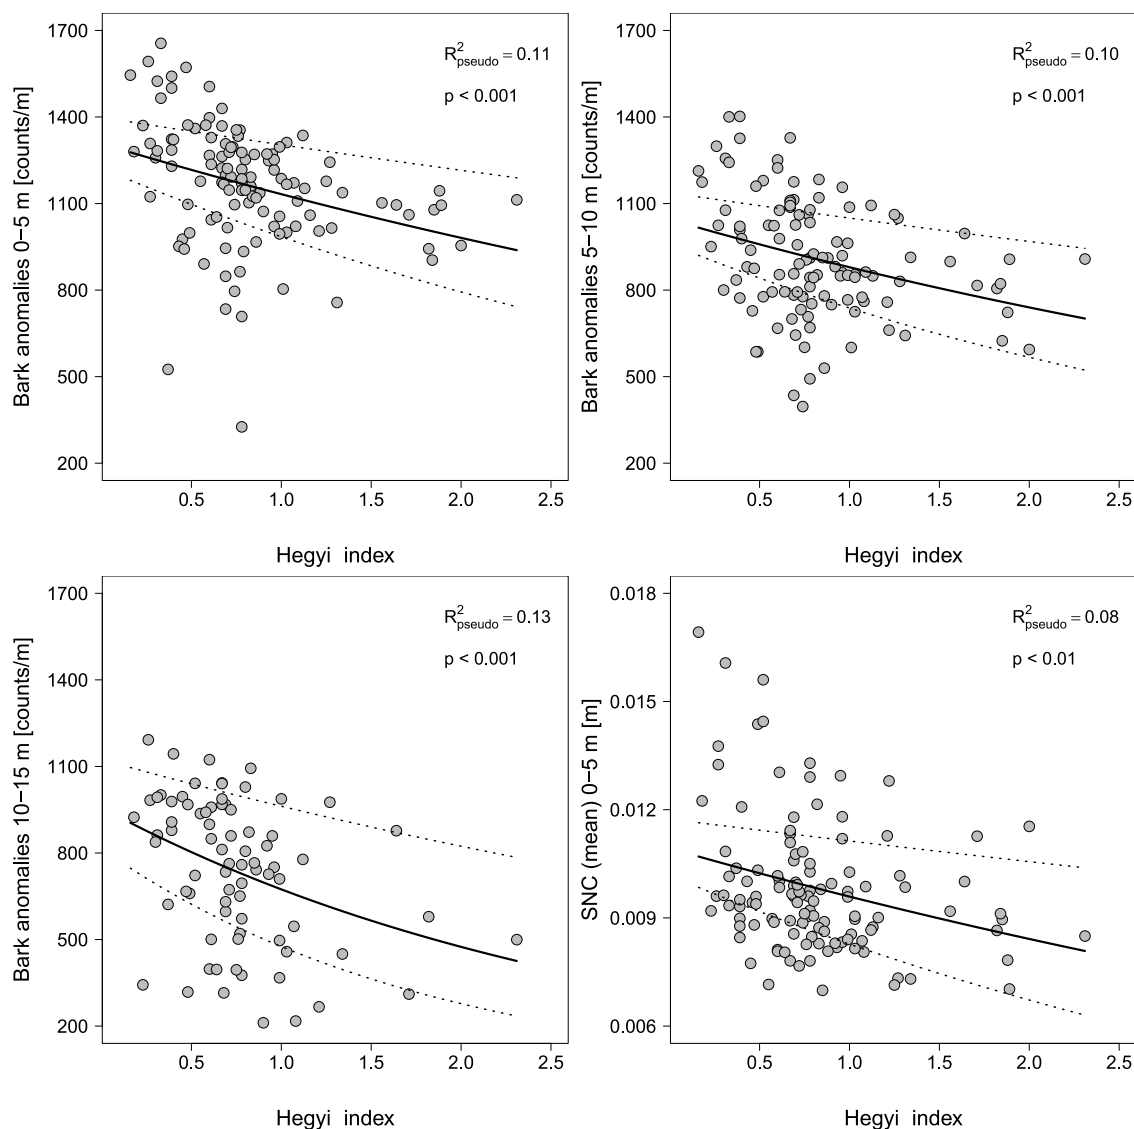 Bark anomalies 0−5 m [counts/m]
1700
1400
1100
800
500
200
R²pseudo = 0.11
p < 0.001
0.5 1.0 1.5 2.0 2.5
Hegyi index
Bark anomalies 5−10 m [counts/m]
1700
1400
1100
800
500
200
R²pseudo = 0.10
p < 0.001
0.5 1.0 1.5 2.0 2.5
Hegyi index
Bark anomalies 10−15 m [counts/m]
1700
1400
1100
800
500
200
R²pseudo = 0.13
p < 0.001
0.5 1.0 1.5 2.0 2.5
Hegyi index
SNC (mean) 0−5 m [m]
0.018
0.015
0.012
0.009
0.006
R²pseudo = 0.08
p < 0.01
0.5 1.0 1.5 2.0 2.5
Hegyi index